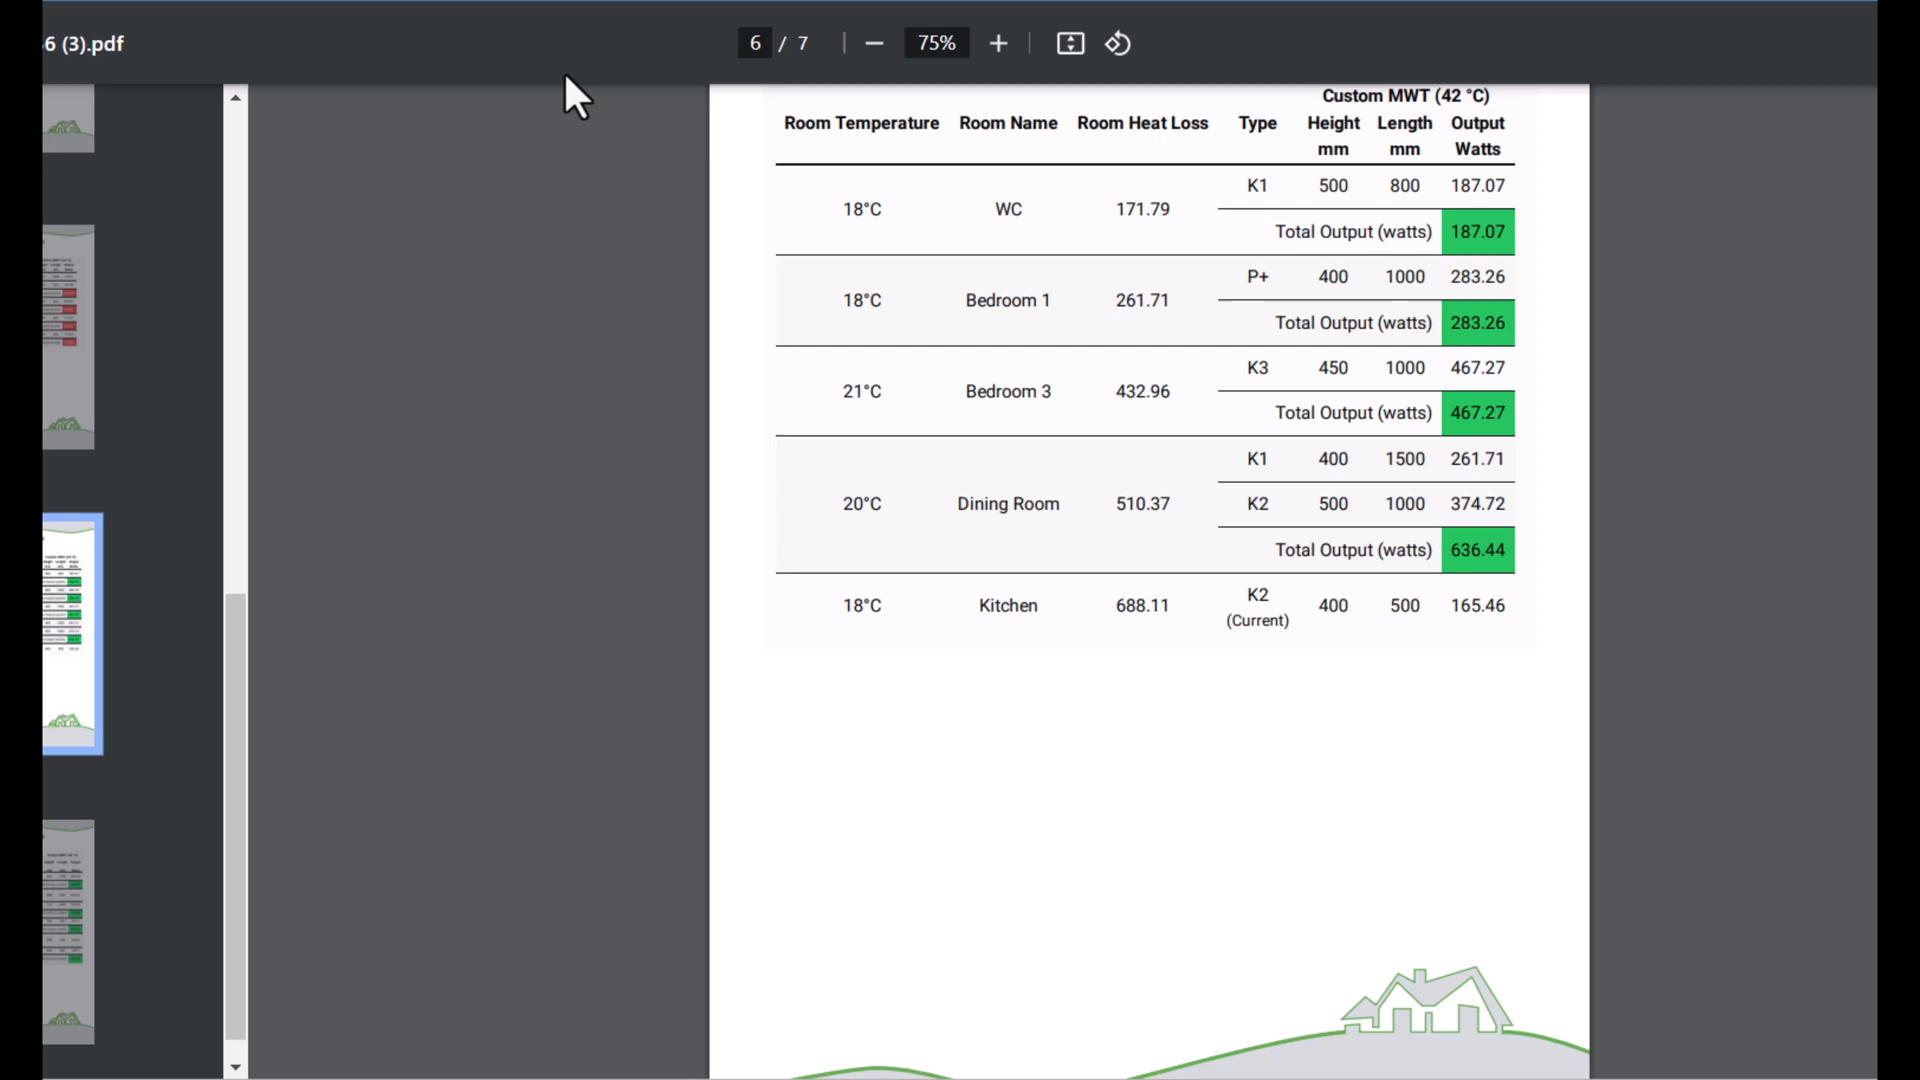 6 (3).pdf
6 / 7
75%
Custom MWT (42 °C)
Room Temperature Room Name Room Heat Loss Type Height Length Output
mm mm Watts
K1 500 800 187.07
18°C WC 171.79
Total Output (watts) 187.07
P+ 400 1000 283.26
18°C Bedroom 1 261.71
Total Output (watts) 283.26
K3 450 1000 467.27
21°C Bedroom 3 432.96
Total Output (watts) 467.27
K1 400 1500 261.71
20°C Dining Room 510.37 K2 500 1000 374.72
Total Output (watts) 636.44
18°C Kitchen 688.11 K2 400 500 165.46
(Current)